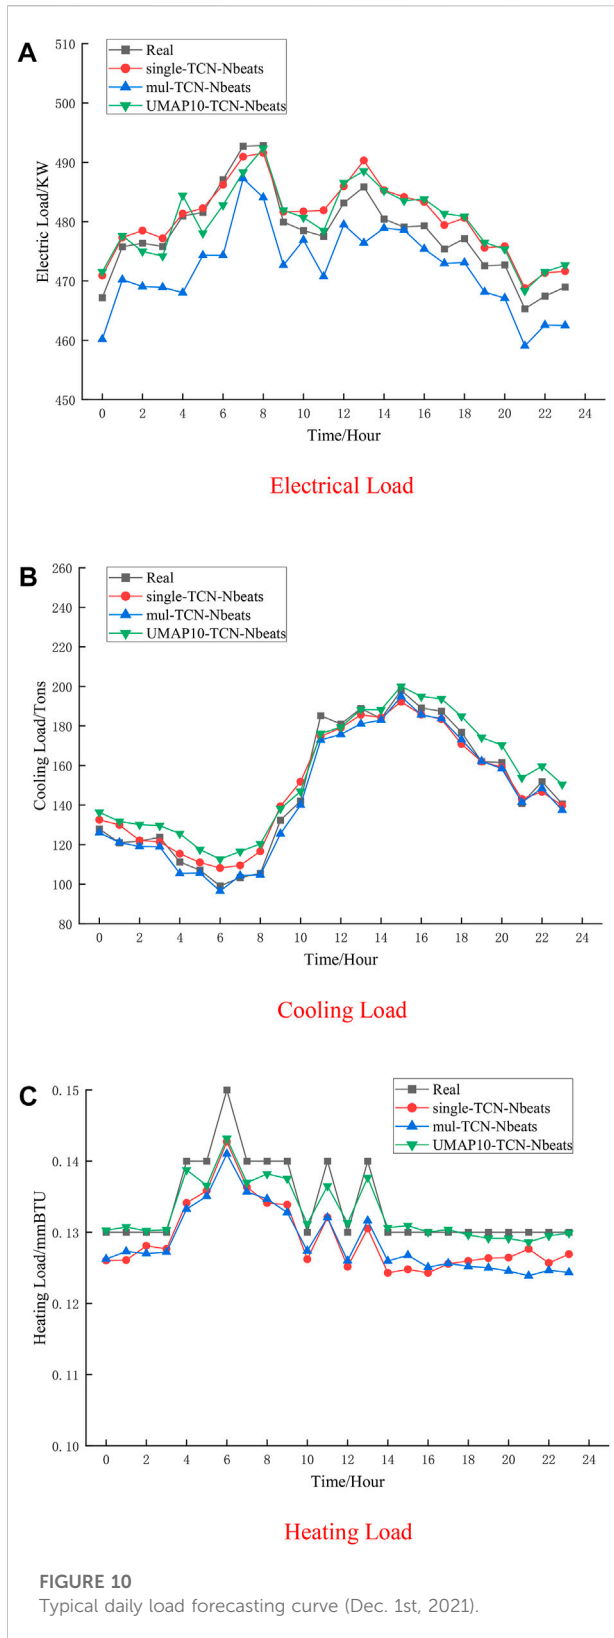 A
510
500
490
480
470
460
450
Electric Load/KW
Real
single-TCN-Nbeats
mul-TCN-Nbeats
UMAP10-TCN-Nbeats
0 2 4 6 8 10 12 14 16 18 20 22 24
Time/Hour
Electrical Load
B
260
240
220
200
180
160
140
120
100
80
Cooling Load/Tons
Real
single-TCN-Nbeats
mul-TCN-Nbeats
UMAP10-TCN-Nbeats
0 2 4 6 8 10 12 14 16 18 20 22 24
Time/Hour
Cooling Load
C
0.15
0.14
0.13
0.12
0.11
0.10
Heating Load/mmBTU
Real
single-TCN-Nbeats
mul-TCN-Nbeats
UMAP10-TCN-Nbeats
0 2 4 6 8 10 12 14 16 18 20 22 24
Time/Hour
Heating Load
FIGURE 10
Typical daily load forecasting curve (Dec. 1st, 2021).